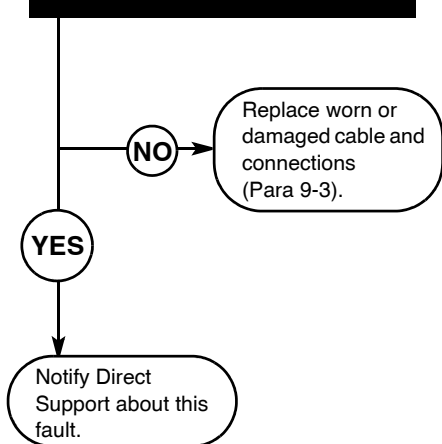 NO
Replace worn or
damaged cable and
connections
(Para 9-3).
YES
Notify Direct
Support about this
fault.